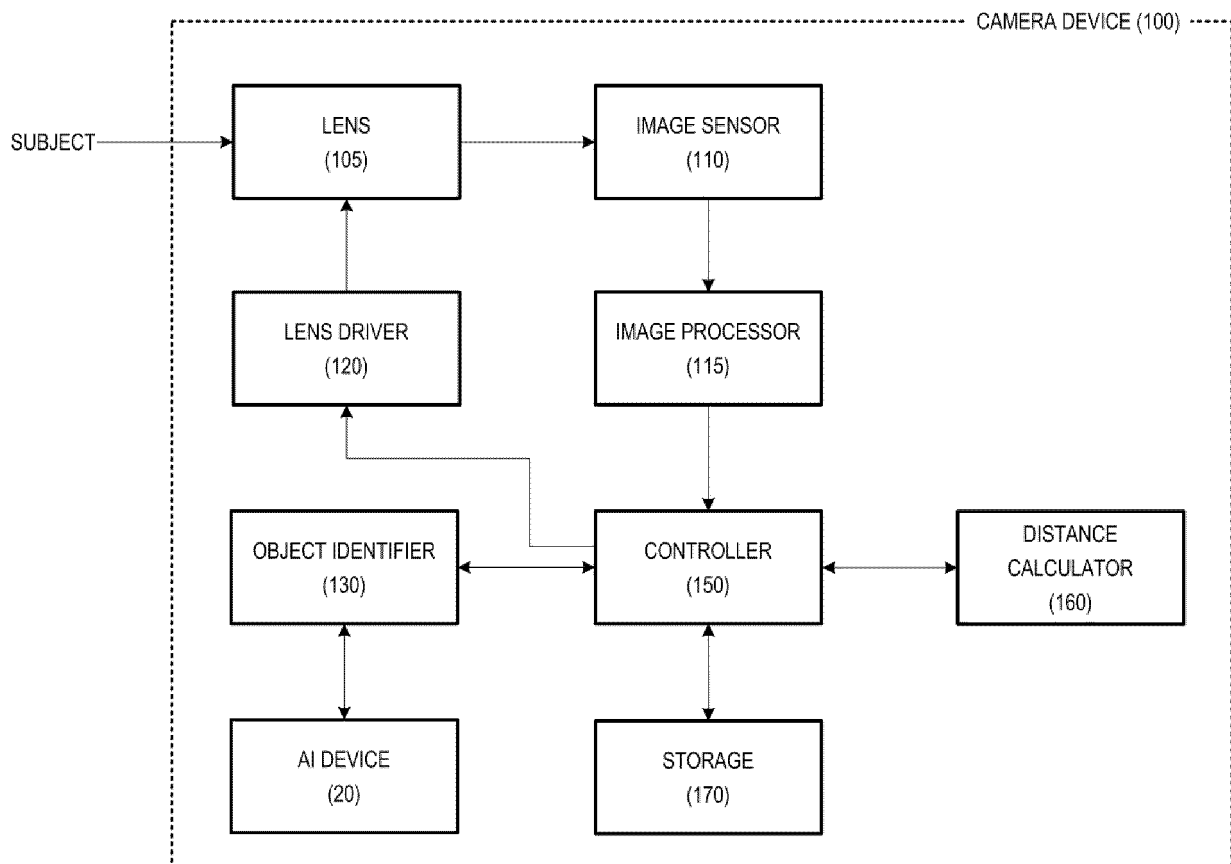 CAMERA DEVICE (100)
SUBJECT
LENS
(105)
IMAGE SENSOR
(110)
LENS DRIVER
(120)
IMAGE PROCESSOR
(115)
OBJECT IDENTIFIER
(130)
CONTROLLER
(150)
DISTANCE
CALCULATOR
(160)
AI DEVICE
(20)
STORAGE
(170)